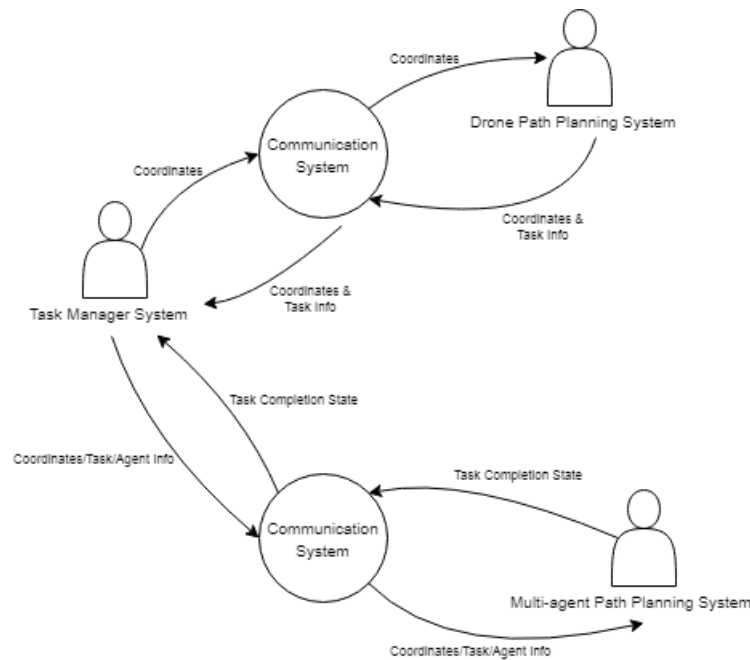 Coordinates
Drone Path Planning System
Communication
System
Coordinates
Coordinates &
Task Info
Coordinates &
Task Info
Task Manager System
Task Completion State
Coordinates/Task/Agent Info
Task Completion State
Communication
System
Multi-agent Path Planning System
Coordinates/Task/Agent Info